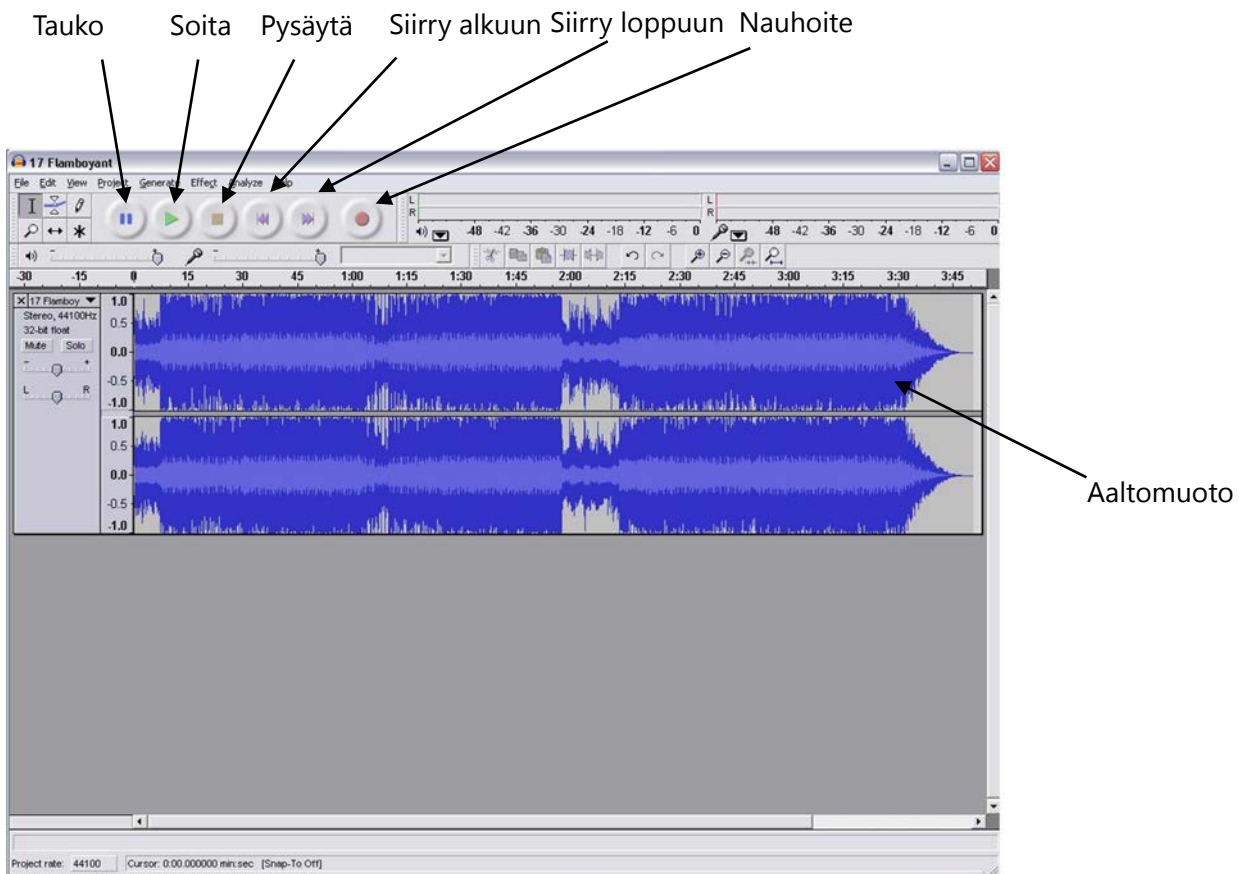 Tauko Soita Pysäytä Siirry alkuun Siirry loppuun Nauhoite
17 Flamboyant
File Edit View Project Generate Effect Analyze
L
R
L
R
-48 -42 -36 -30 -24 -18 -12 -6 0
-48 -42 -36 -30 -24 -18 -12 -6 0
-30 -15 0 15 30 45 1:00 1:15 1:30 1:45 2:00 2:15 2:30 2:45 3:00 3:15 3:30 3:45
17 Flamboy
Stereo, 44100Hz
32-bit float
Mute Solo
- +
L R
1.0
0.5
0.0
-0.5
-1.0
1.0
0.5
0.0
-0.5
-1.0
Aaltomuoto
Project rate: 44100 Cursor: 0:00.000000 min:sec [Snap-To Off]